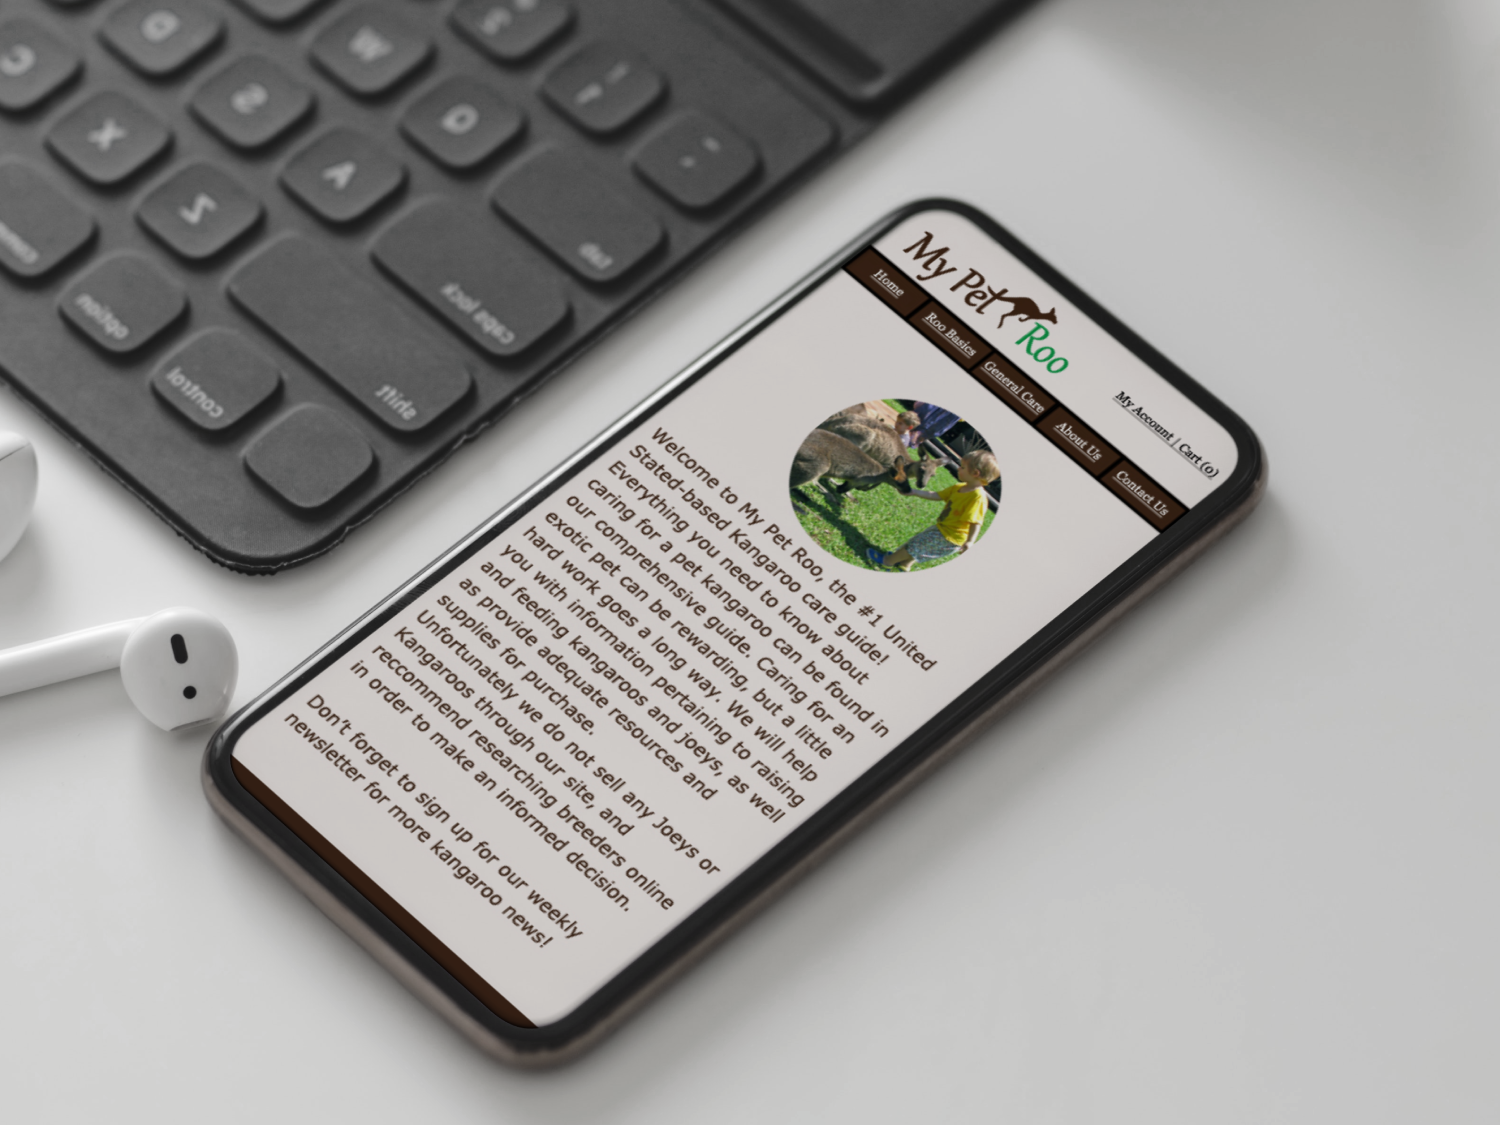 My Pet Roo
My Account | Cart (0)
Home Roo Basics General Care About Us Contact Us
Welcome to My Pet Roo, the #1 United
Stated-based Kangaroo care guide!
Everything you need to know about
caring for a pet kangaroo can be found in
our comprehensive guide. Caring for an
exotic pet can be rewarding, but a little
hard work goes a long way. We will help
you with information pertaining to raising
and feeding kangaroos and joeys, as well
as provide adequate resources and
supplies for purchase.
Unfortunately we do not sell any Joeys or
Kangaroos through our site, and
recommend researching breeders online
in order to make an informed decision.
Don't forget to sign up for our weekly
newsletter for more kangaroo news!
1
2
tab
Q
W
caps lock
A
S
D
shift
Z
X
C
control
option